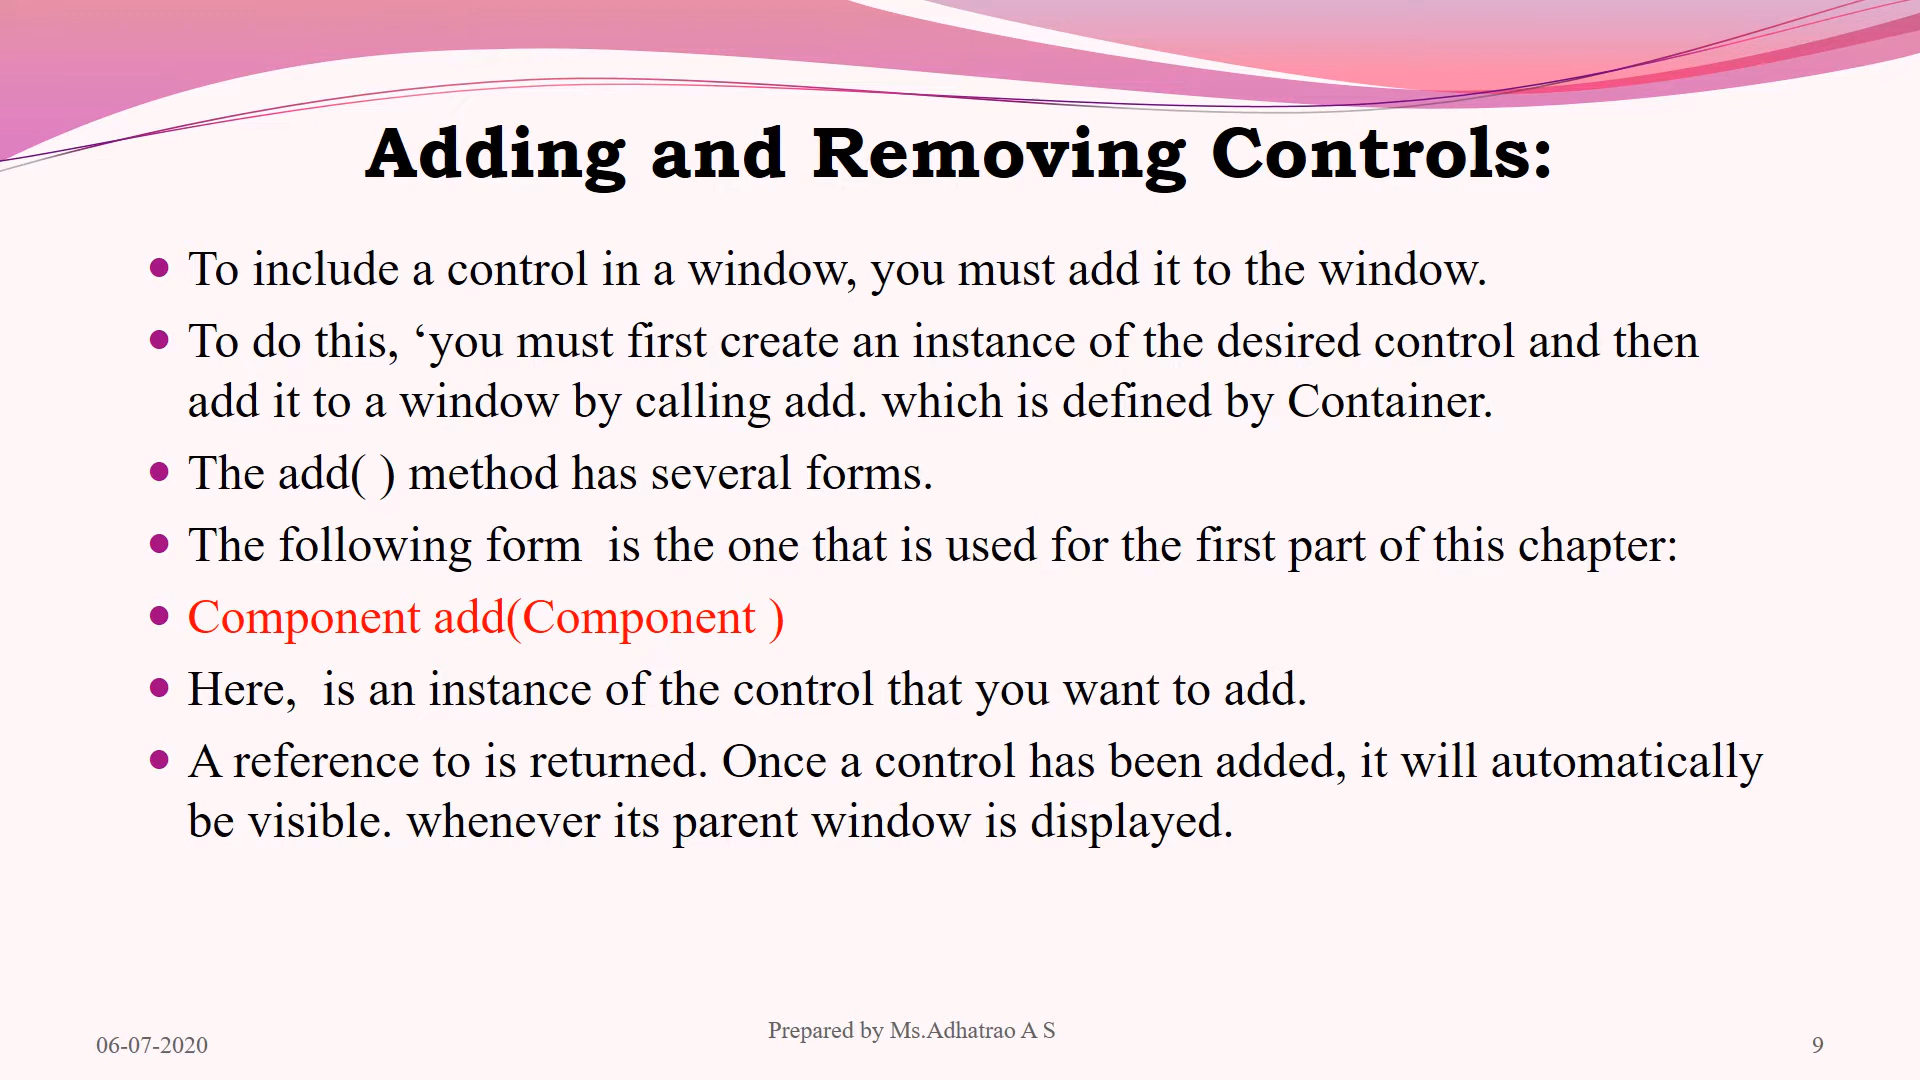 Adding and Removing Controls:
• To include a control in a window, you must add it to the window.
• To do this, ‘you must first create an instance of the desired control and then
add it to a window by calling add. which is defined by Container.
• The add( ) method has several forms.
• The following form  is the one that is used for the first part of this chapter:
• Component add(Component )
• Here,  is an instance of the control that you want to add.
• A reference to is returned. Once a control has been added, it will automatically
be visible. whenever its parent window is displayed.
06-07-2020
Prepared by Ms.Adhatrao A S
9